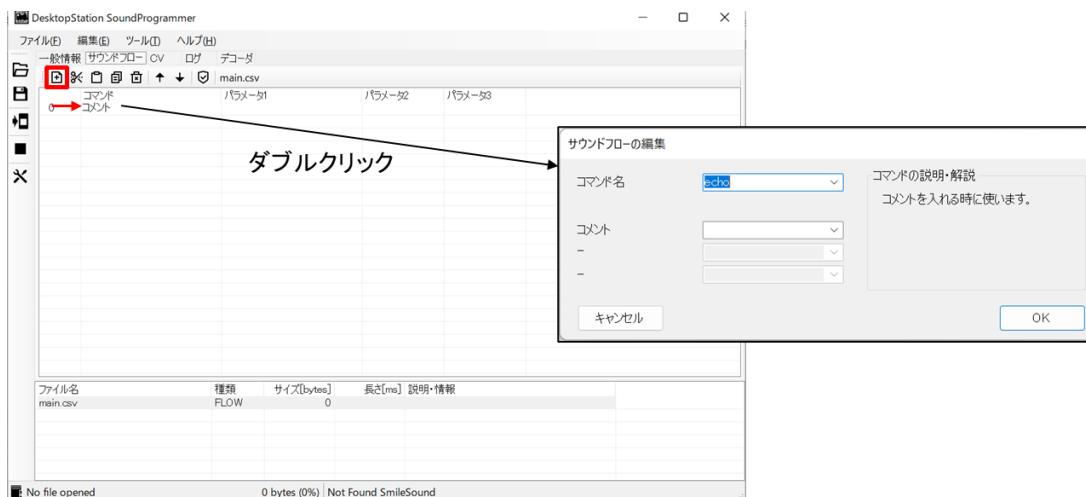 DesktopStation SoundProgrammer
ファイル(F) 編集(E) ツール(T) ヘルプ(H)
一般情報 サウンドフロー CV ログ デコーダ
main.csv
コマンド パラメータ1 パラメータ2 パラメータ3
0 コメント
ダブルクリック
サウンドフローの編集
コマンド名 echo
コマンドの説明・解説
コメントを入れる時に使います。
コメント
-
-
キャンセル OK
ファイル名 種類 サイズ[bytes] 長さ[ms] 説明・情報
main.csv FLOW 0
No file opened 0 bytes (0%) Not Found SmileSound